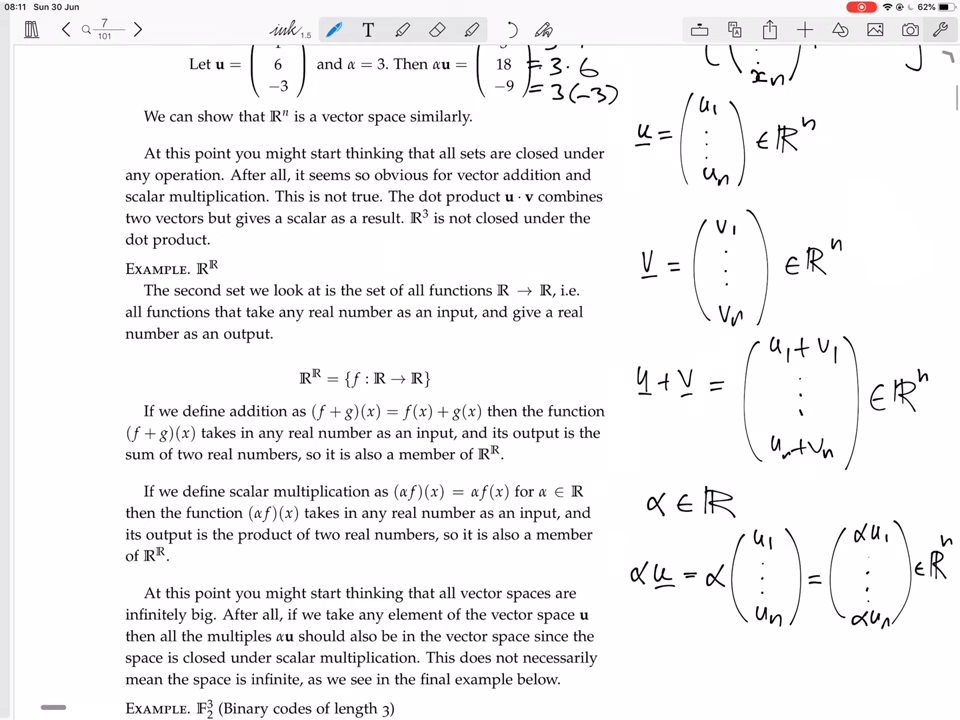 08:11 Sun 30 Jun
62%
7
101
ink 1.5
T
Let u = ( 6 −3 ) and α = 3. Then αu = ( 18 −9 )
= 3 · 6
= 3(−3)
We can show that ℝⁿ is a vector space similarly.
At this point you might start thinking that all sets are closed under
any operation. After all, it seems so obvious for vector addition and
scalar multiplication. This is not true. The dot product u · v combines
two vectors but gives a scalar as a result. ℝ³ is not closed under the
dot product.
EXAMPLE. ℝ^ℝ
The second set we look at is the set of all functions ℝ → ℝ, i.e.
all functions that take any real number as an input, and give a real
number as an output.
ℝ^ℝ = {f : ℝ → ℝ}
If we define addition as (f + g)(x) = f(x) + g(x) then the function
(f + g)(x) takes in any real number as an input, and its output is the
sum of two real numbers, so it is also a member of ℝ^ℝ.
If we define scalar multiplication as (αf)(x) = αf(x) for α ∈ ℝ
then the function (αf)(x) takes in any real number as an input, and
its output is the product of two real numbers, so it is also a member
of ℝ^ℝ.
At this point you might start thinking that all vector spaces are
infinitely big. After all, if we take any element of the vector space u
then all the multiples αu should also be in the vector space since the
space is closed under scalar multiplication. This does not necessarily
mean the space is infinite, as we see in the final example below.
EXAMPLE. 𝔽₂³ (Binary codes of length 3)
xn
u = ( u1 ⋮ un ) ∈ ℝⁿ
v = ( v1 ⋮ vn ) ∈ ℝⁿ
u + v = ( u1 + v1 ⋮ un + vn ) ∈ ℝⁿ
α ∈ ℝ
αu = α ( u1 ⋮ un ) = ( αu1 ⋮ αun ) ∈ ℝⁿ